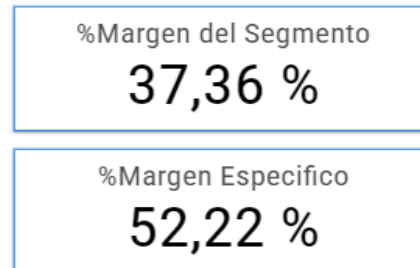 %Margen del Segmento
37,36 %
%Margen Especifico
52,22 %